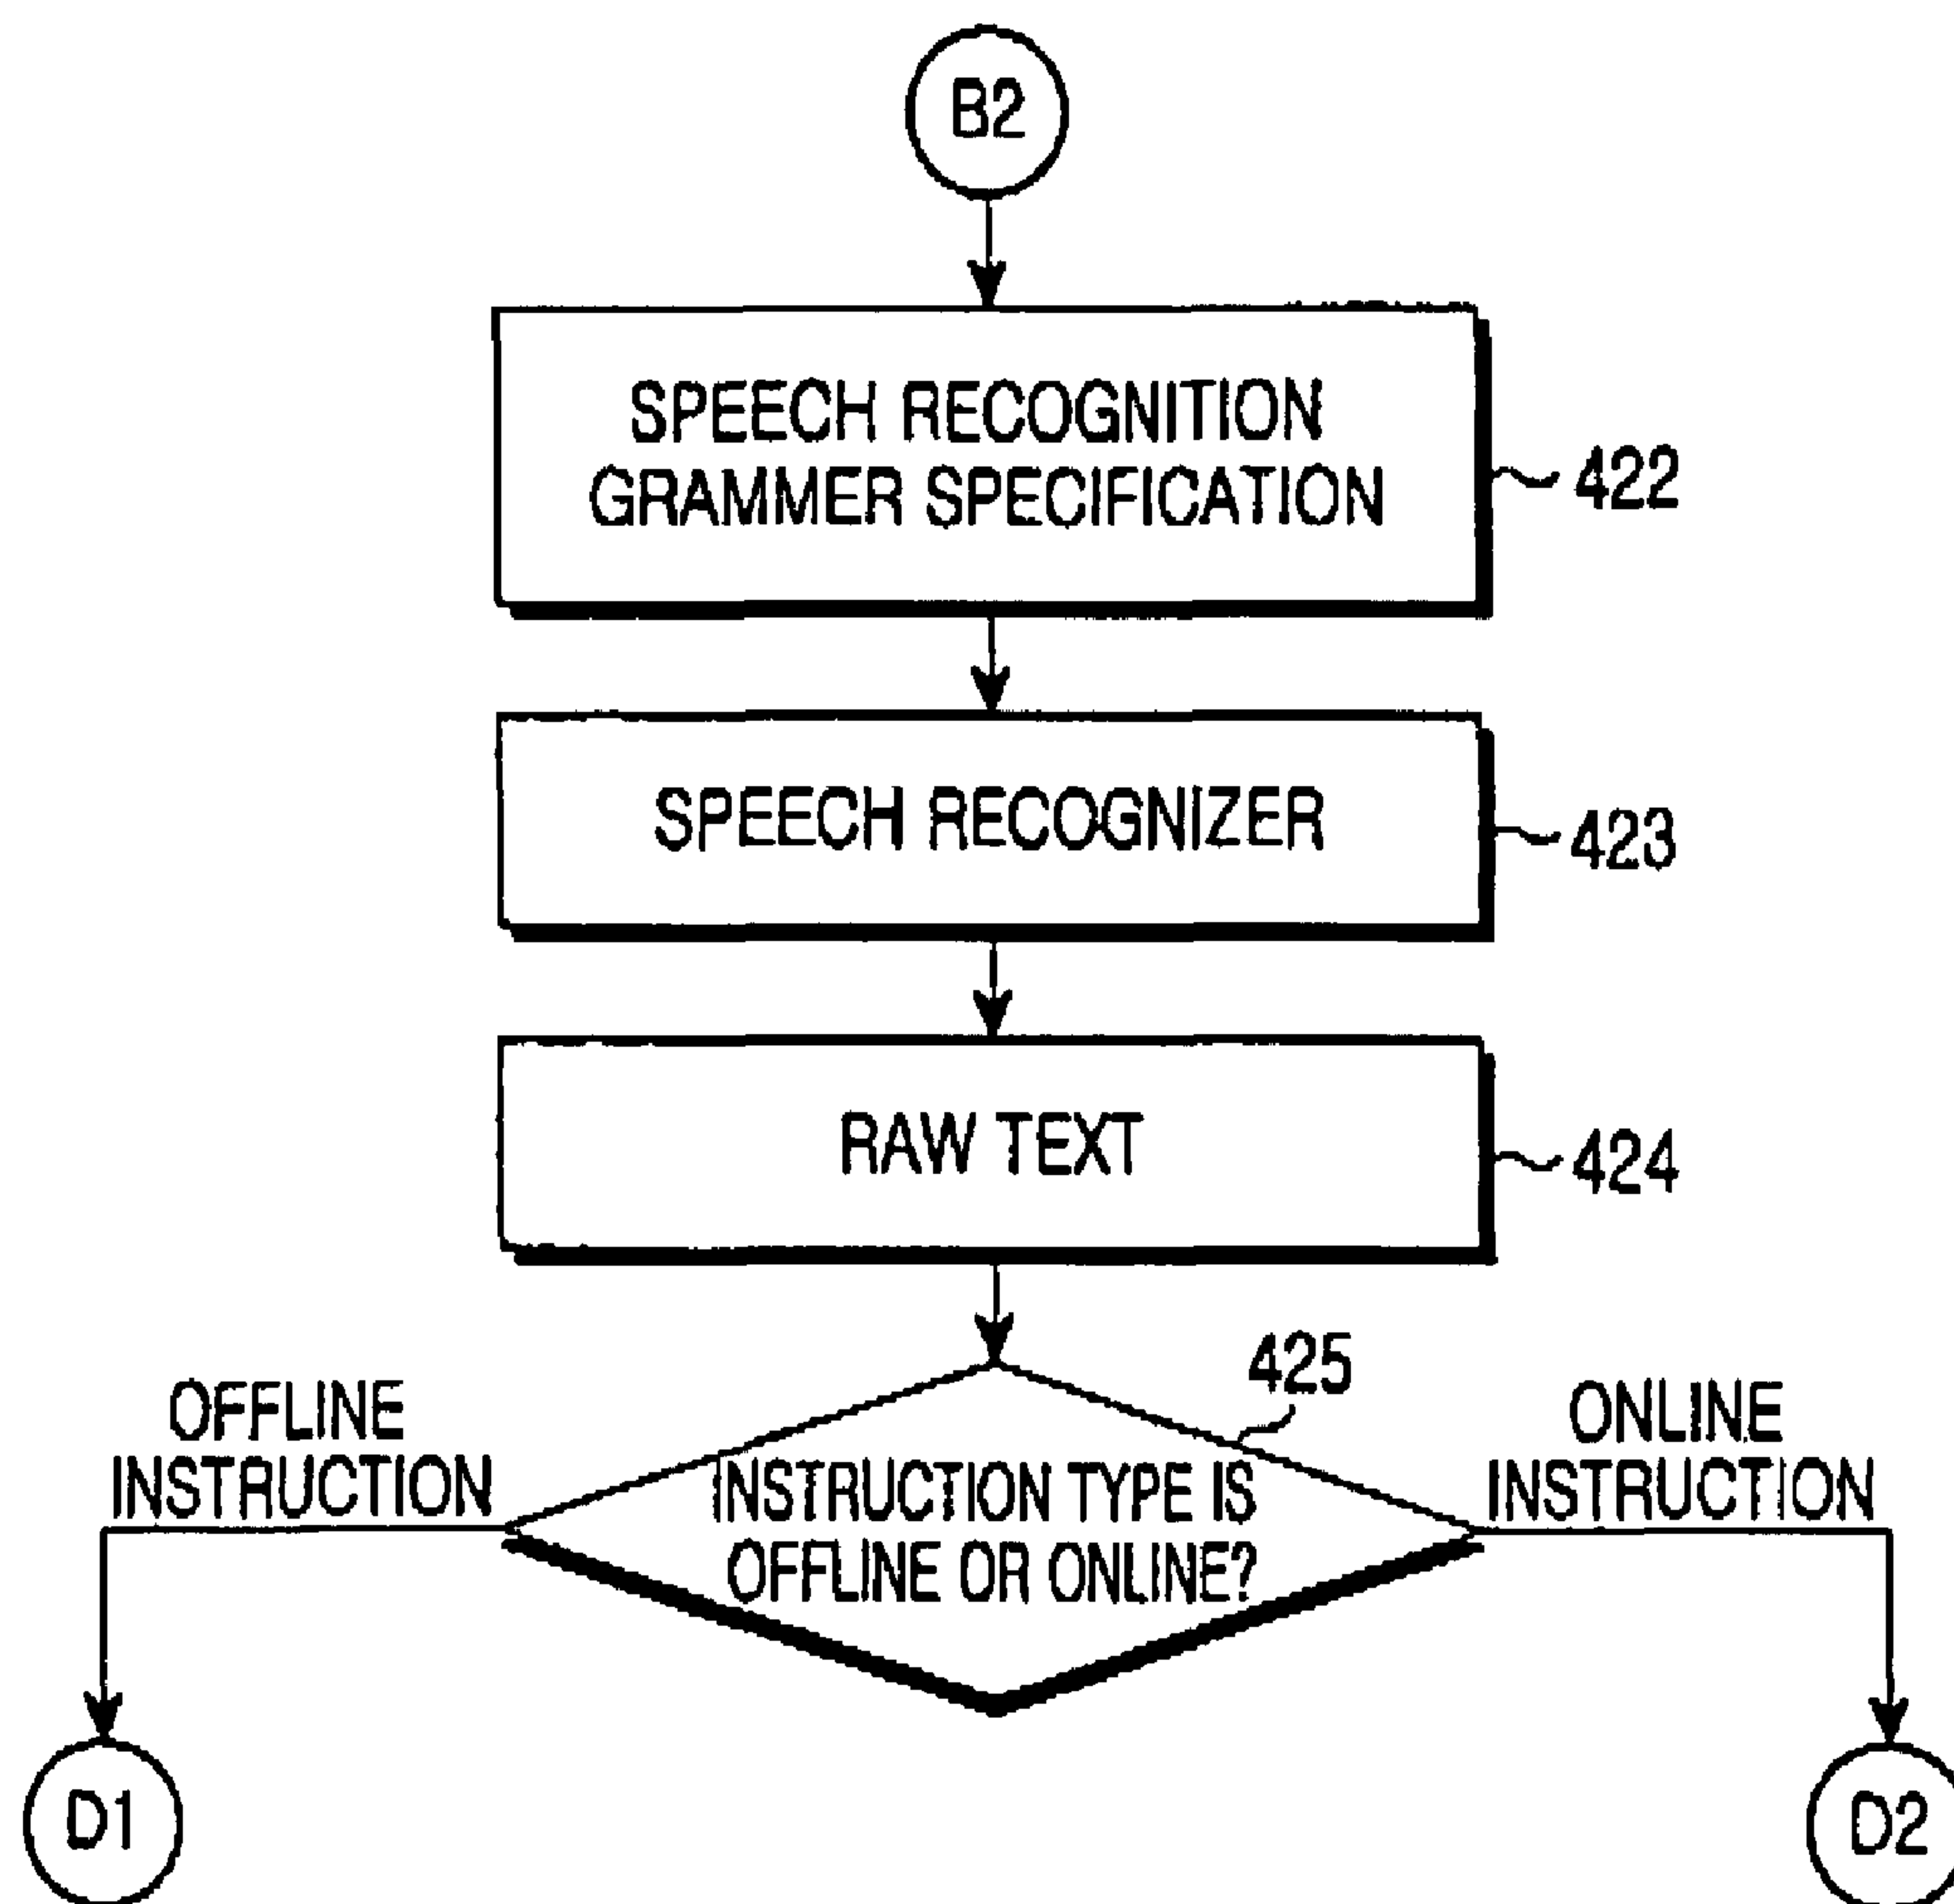 B2
SPEECH RECOGNITION
GRAMMER SPECIFICATION
422
SPEECH RECOGNIZER
423
RAW TEXT
424
425
OFFLINE
INSTRUCTION
INSTRUCTION TYPE IS
OFFLINE OR ONLINE?
ONLINE
INSTRUCTION
D1
D2